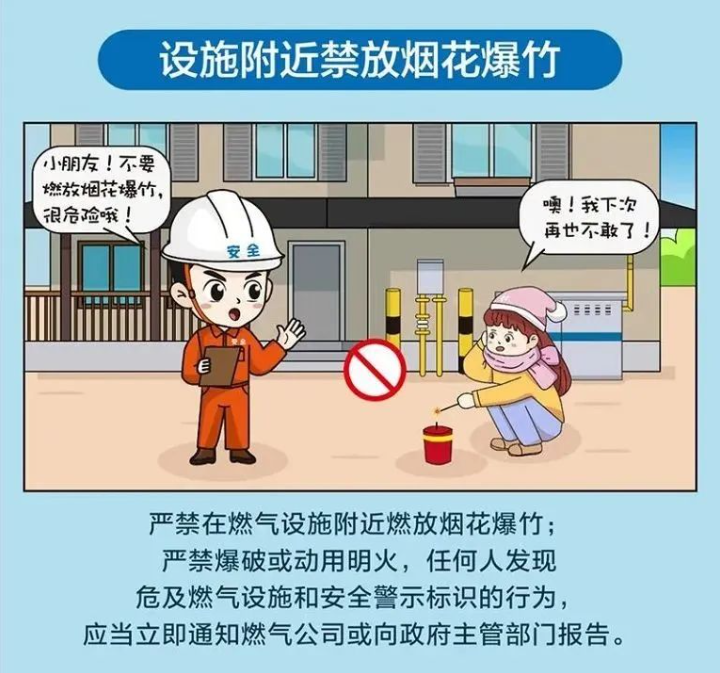 设施附近禁放烟花爆竹
小朋友！不要
燃放烟花爆竹，
很危险哦！
噢！我下次
再也不敢了！
安全
严禁在燃气设施附近燃放烟花爆竹；
严禁爆破或动用明火，任何人发现
危及燃气设施和安全警示标识的行为，
应当立即通知燃气公司或向政府主管部门报告。